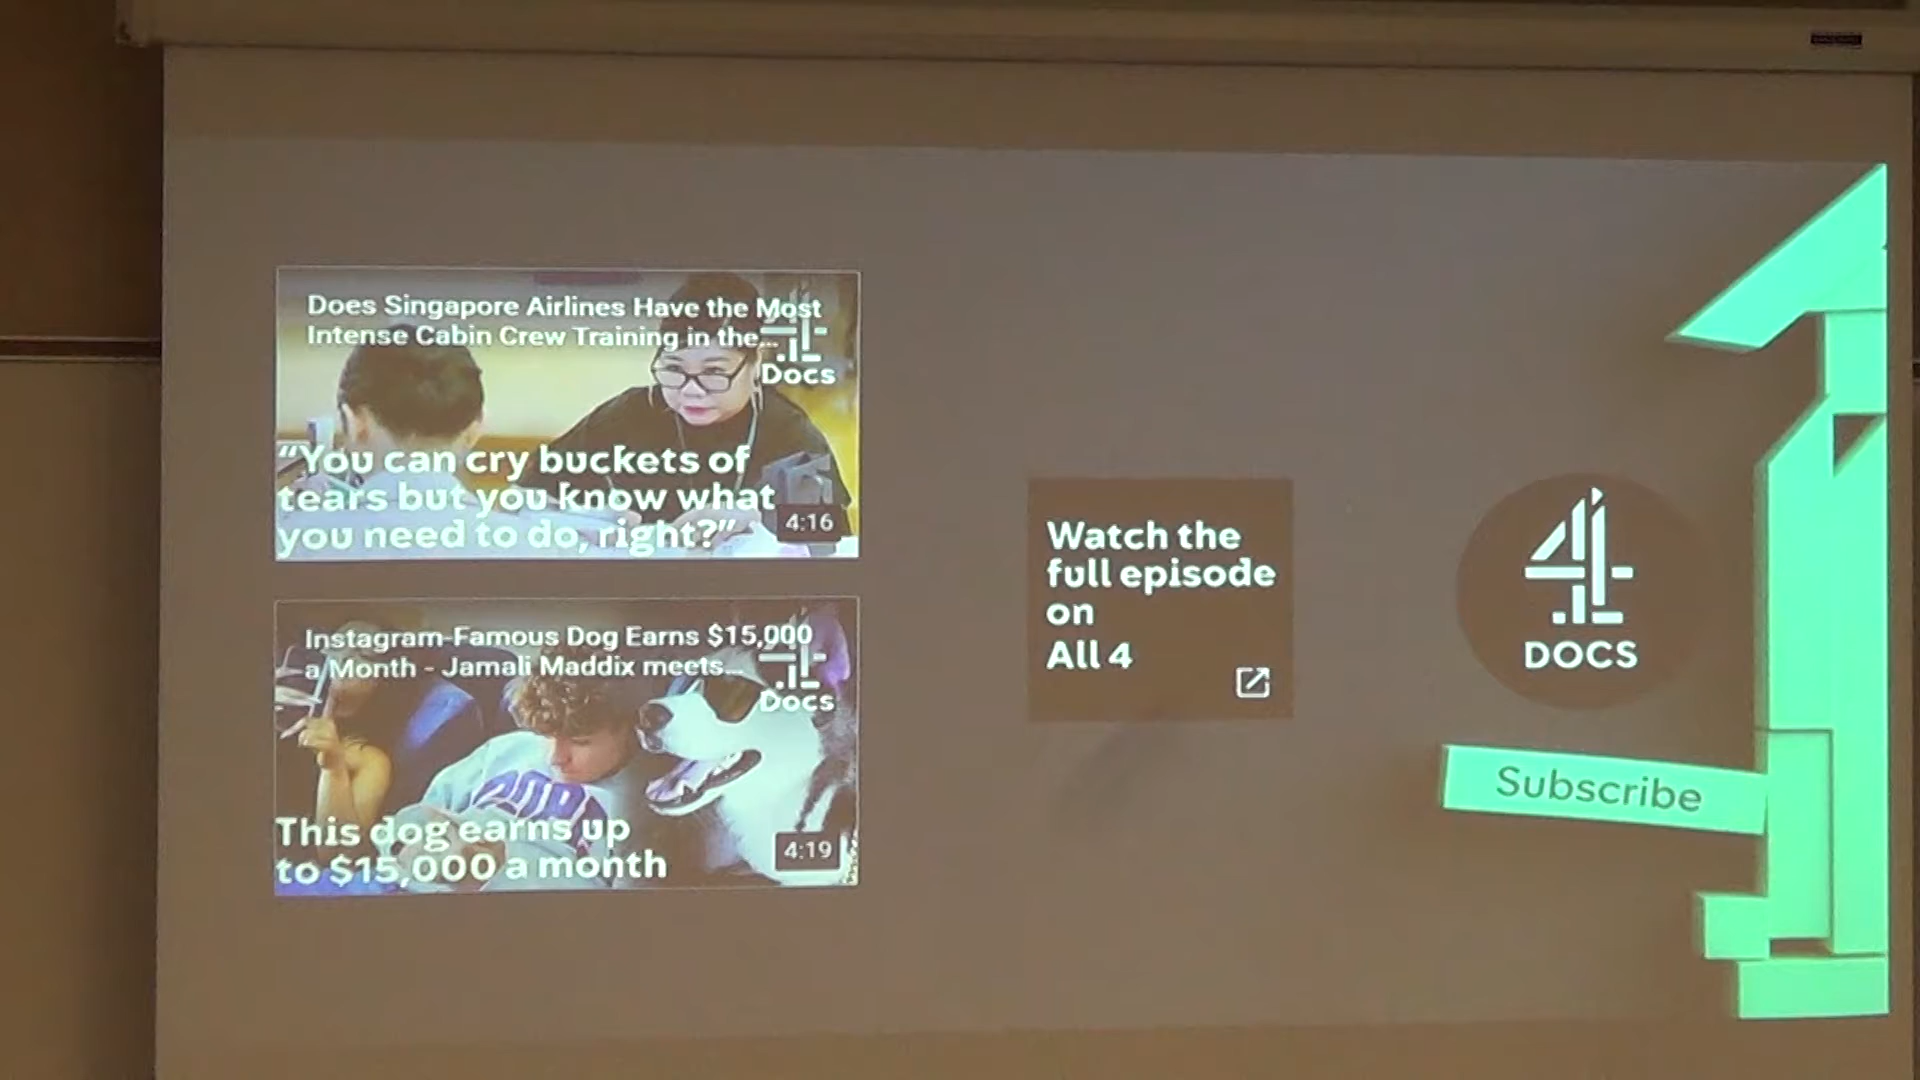 Does Singapore Airlines Have the Most
Intense Cabin Crew Training in the...
Docs
“You can cry buckets of
tears but you know what
you need to do, right?”
4:16
Instagram-Famous Dog Earns $15,000
a Month - Jamali Maddix meets...
Docs
This dog earns up
to $15,000 a month
4:19
Watch the
full episode
on
All 4
4
DOCS
Subscribe